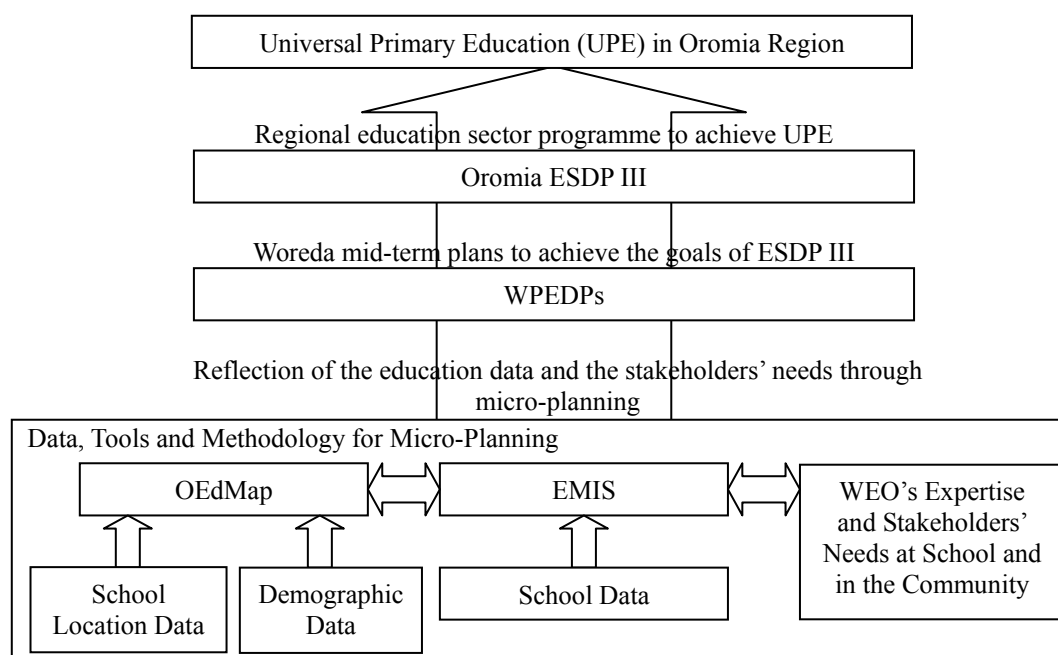 Universal Primary Education (UPE) in Oromia Region
Regional education sector programme to achieve UPE
Oromia ESDP III
Woreda mid-term plans to achieve the goals of ESDP III
WPEDPs
Reflection of the education data and the stakeholders’ needs through
micro-planning
Data, Tools and Methodology for Micro-Planning
OEdMap
EMIS
WEO’s Expertise
and Stakeholders’
Needs at School and
in the Community
School
Location Data
Demographic
Data
School Data